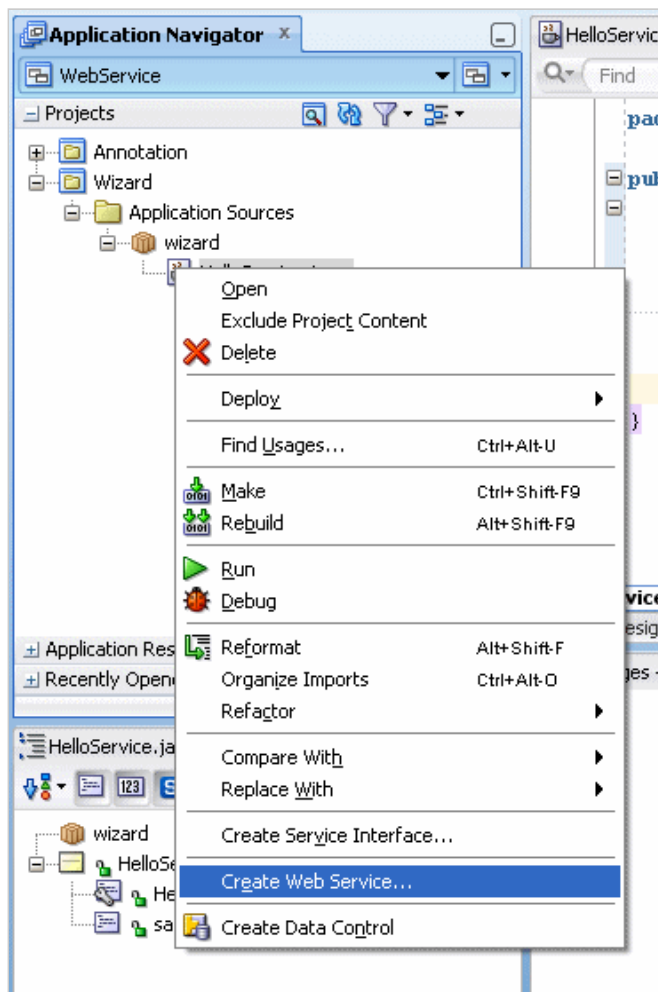 Application Navigator x
HelloServic
WebService
Find
Projects
pac
Annotation
Wizard
pub
Application Sources
wizard
Open
Exclude Project Content
Delete
Deploy
}
Find Usages... Ctrl+Alt-U
Make Ctrl+Shift-F9
Rebuild Alt+Shift-F9
Run
Debug
vice
esig
Application Res
Reformat Alt+Shift-F
ges -
Recently Open
Organize Imports Ctrl+Alt-O
Refactor
HelloService.ja
Compare With
123 S
Replace With
wizard
Create Service Interface...
HelloSe
Create Web Service...
He
sa
Create Data Control